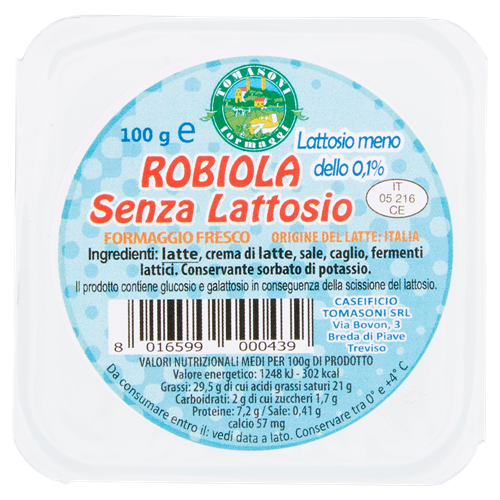 TOMASONI
formaggi
100 g e
Lattosio meno
dello 0,1%
ROBIOLA
Senza Lattosio
IT
05 216
CE
FORMAGGIO FRESCO ORIGINE DEL LATTE: ITALIA
Ingredienti: latte, crema di latte, sale, caglio, fermenti
lattici. Conservante sorbato di potassio.
Il prodotto contiene glucosio e galattosio in conseguenza della scissione del lattosio.
8 016599 000439
CASEIFICIO
TOMASONI SRL
Via Bovon, 3
Breda di Piave
Treviso
VALORI NUTRIZIONALI MEDI PER 100g DI PRODOTTO
Valore energetico: 1248 kJ - 302 kcal
Grassi: 29,5 g di cui acidi grassi saturi 21 g
Carboidrati: 2 g di cui zuccheri 1,7 g
Proteine: 7,2 g / Sale: 0,41 g
calcio 57 mg
Da consumare entro il: vedi data a lato. Conservare tra 0° e +4° C